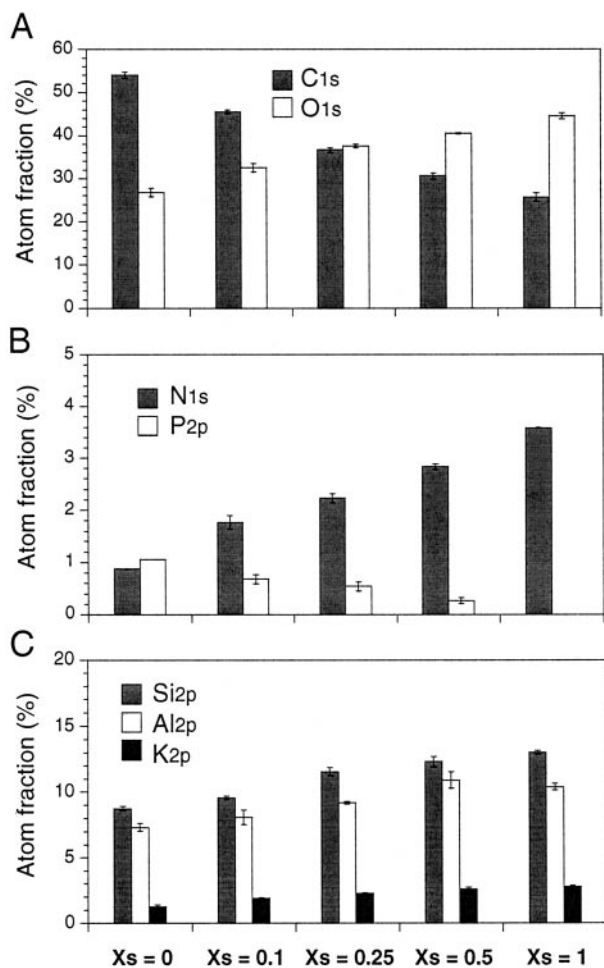 A
Atom fraction (%)
60
50
40
30
20
10
0
C1s
O1s
B
Atom fraction (%)
5
4
3
2
1
0
N1s
P2p
C
Atom fraction (%)
20
15
10
5
0
Si2p
Al2p
K2p
Xs = 0 Xs = 0.1 Xs = 0.25 Xs = 0.5 Xs = 1